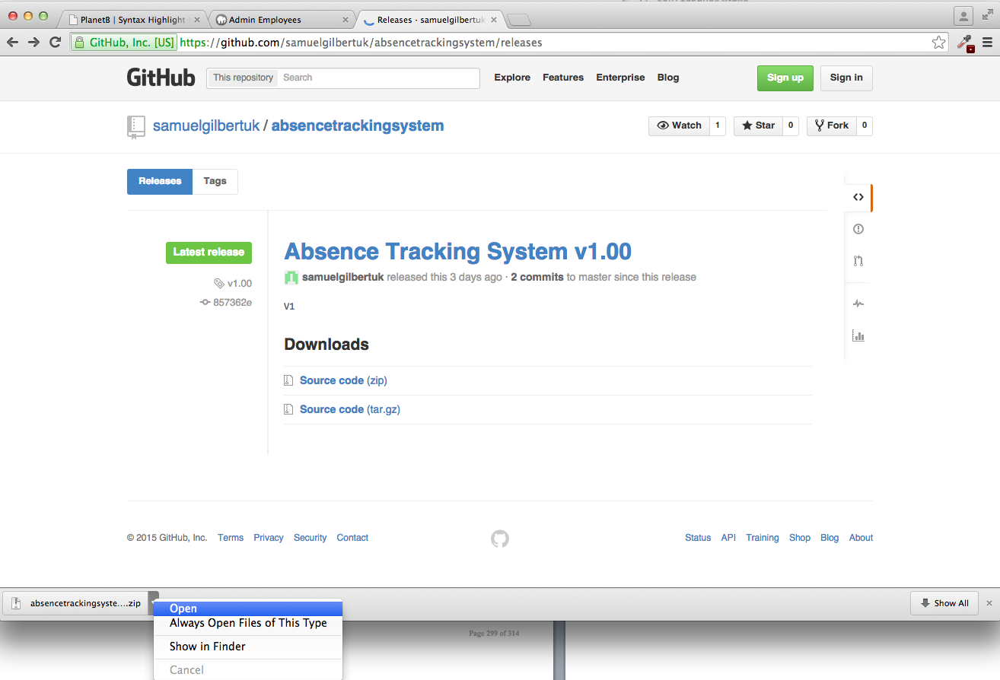 PlanetB | Syntax Highlight
Admin Employees
Releases · samuelgilbertuk
GitHub, Inc. [US] https://github.com/samuelgilbertuk/absencetrackingsystem/releases
GitHub
This repository Search
Explore Features Enterprise Blog
Sign up Sign in
samuelgilbertuk / absencetrackingsystem
Watch 1 Star 0 Fork 0
Releases Tags
Latest release
v1.00
857362e
Absence Tracking System v1.00
samuelgilbertuk released this 3 days ago · 2 commits to master since this release
V1
Downloads
Source code (zip)
Source code (tar.gz)
© 2015 GitHub, Inc. Terms Privacy Security Contact
Status API Training Shop Blog About
absencetrackingsyste....zip
Show All
Open
Always Open Files of This Type
Show in Finder
Cancel
Page 299 of 314